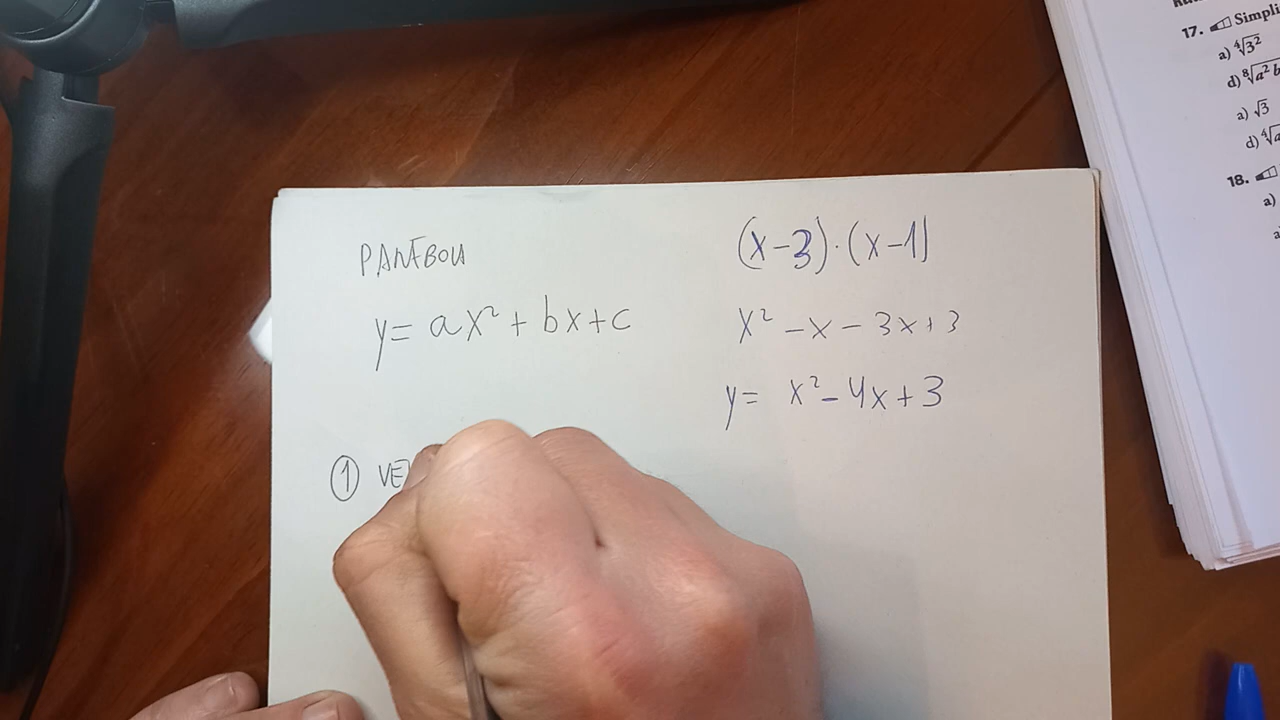 y= ax² + bx+c
① VE
(x-3)·(x-1)
x² -x - 3x+3
y= x² - 4x + 3
17. Simpli
a) ⁴√3²
d) ⁸√a² b
a) √3
d) ⁴√a
18.
a)